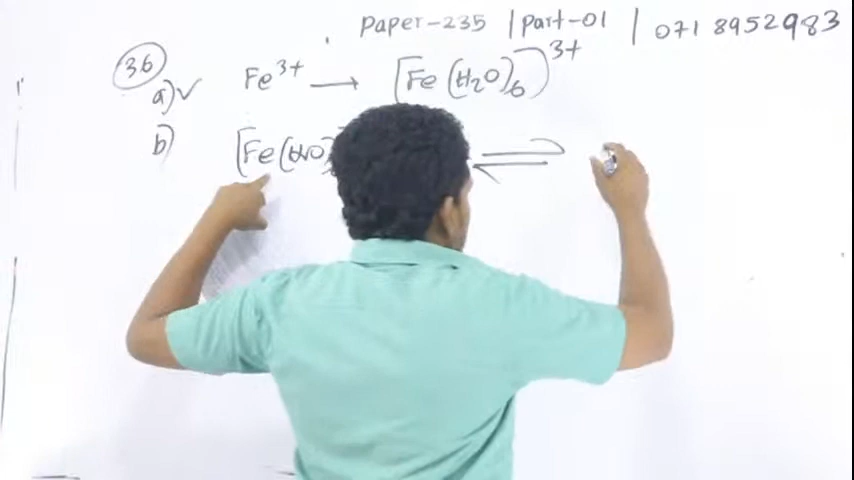 Paper-235 | Part-01 | 071 8952983
36
a) ✓ Fe³⁺ → [Fe(H₂O)₆]³⁺
b) [Fe(H₂O) ⇌